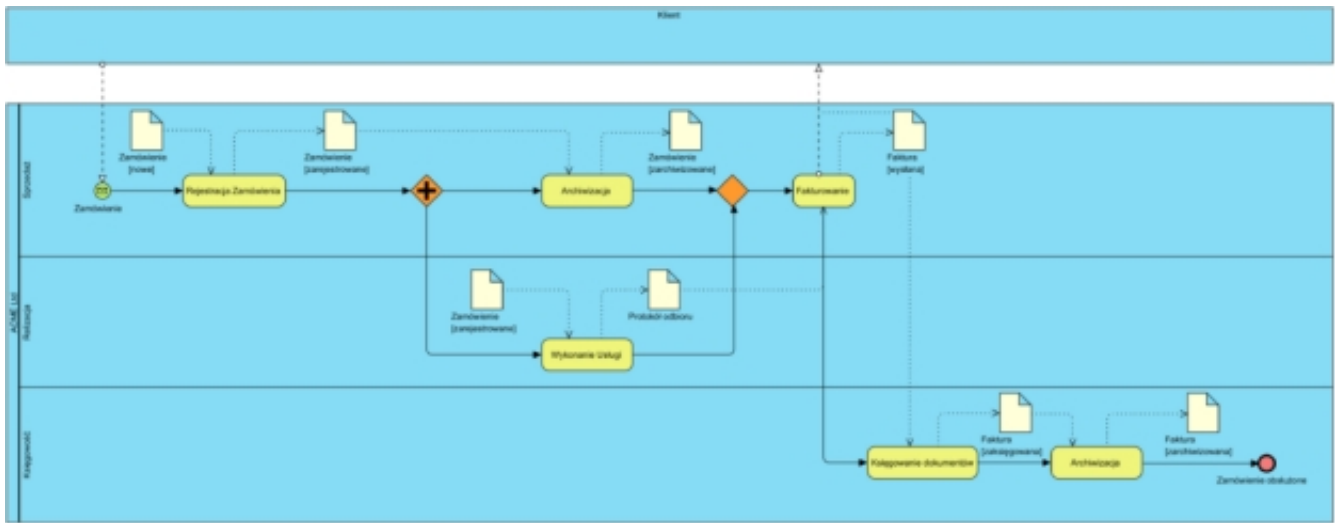 Klient
ACME Ltd
Sprzedaż
Zamówienie
[nowe]
Zamówienie
[zarejestrowane]
Zamówienie
[zarchiwizowane]
Faktura
[wysłana]
Zamówienie
Rejestracja Zamówienia
Archiwizacja
Fakturowanie
Realizacja
Zamówienie
[zarejestrowane]
Protokół odbioru
Wykonanie Usługi
Księgowość
Faktura
[zaksięgowana]
Faktura
[zarchiwizowana]
Księgowanie dokumentów
Archiwizacja
Zamówienie obsłużone